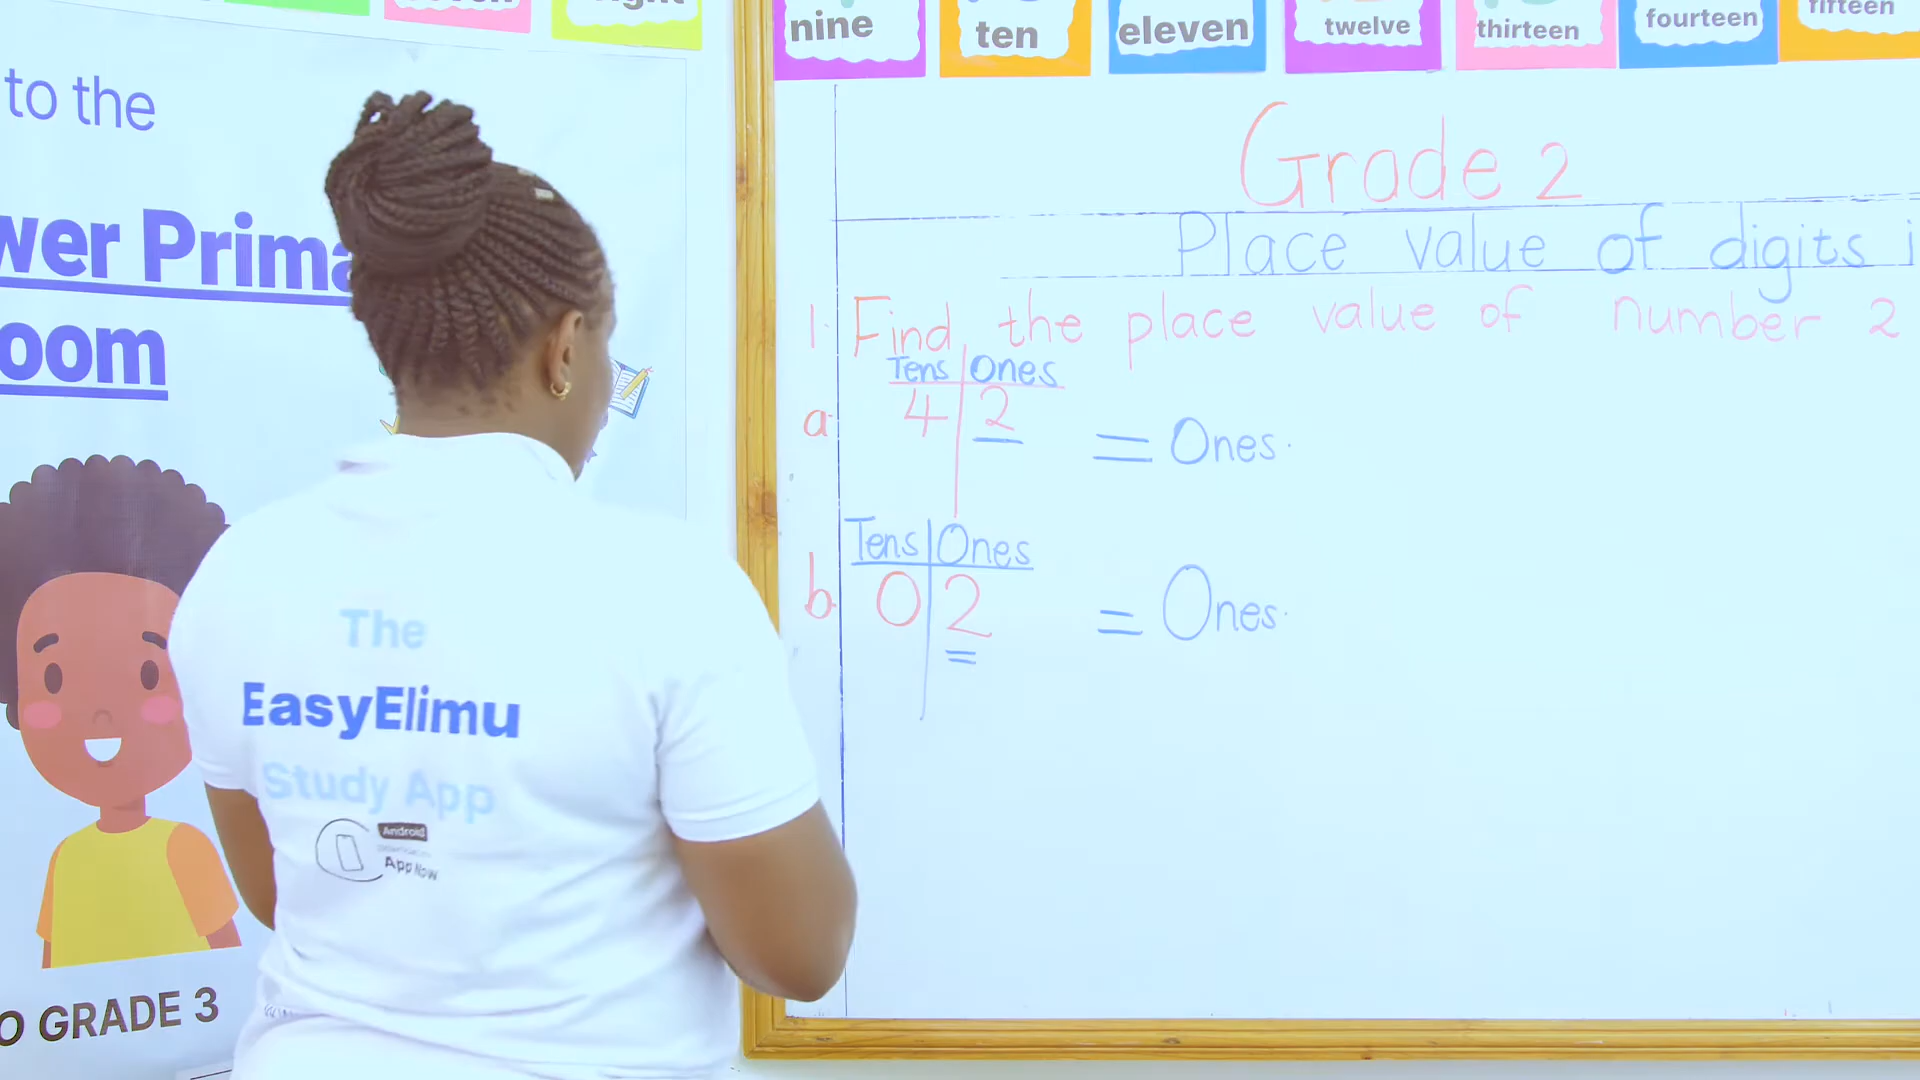 nine
ten
eleven
twelve
thirteen
fourteen
fifteen
to the
wer Prima
oom
O GRADE 3
The
EasyElimu
Study App
Android
App Now
Grade 2
Place value of digits i
1. Find the place value of number 2
Tens Ones
a 4 2 = Ones.
Tens Ones
b. 0 2 = Ones.